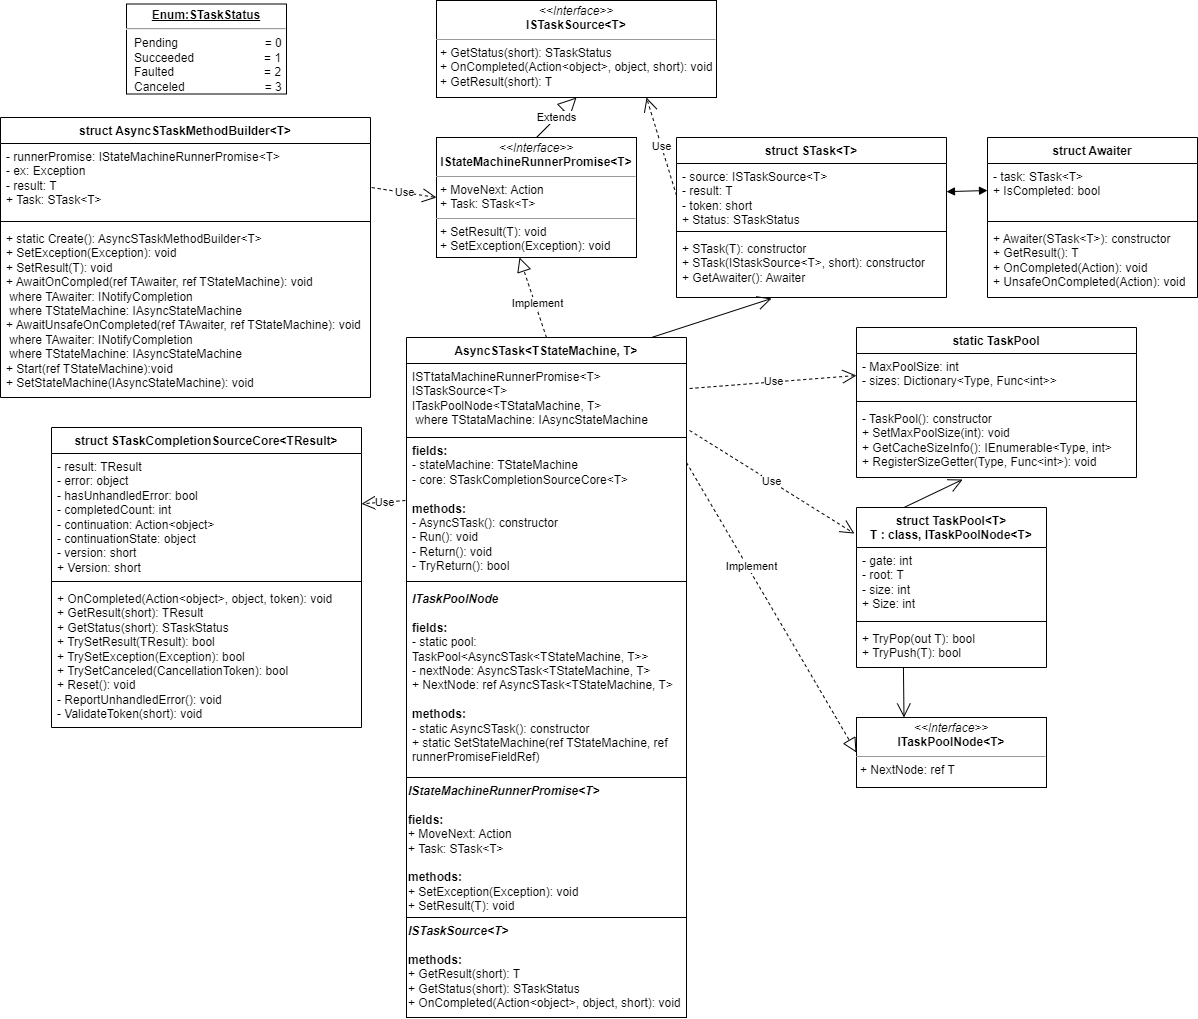 Enum:STaskStatus
Pending = 0
Succeeded = 1
Faulted = 2
Canceled = 3
<<Interface>>
ISTaskSource<T>
+ GetStatus(short): STaskStatus
+ OnCompleted(Action<object>, object, short): void
+ GetResult(short): T
Extends
struct AsyncSTaskMethodBuilder<T>
- runnerPromise: IStateMachineRunnerPromise<T>
- ex: Exception
- result: T
+ Task: STask<T>
+ static Create(): AsyncSTaskMethodBuilder<T>
+ SetException(Exception): void
+ SetResult(T): void
+ AwaitOnCompled(ref TAwaiter, ref TStateMachine): void
where TAwaiter: INotifyCompletion
where TStateMachine: IAsyncStateMachine
+ AwaitUnsafeOnCompleted(ref TAwaiter, ref TStateMachine): void
where TAwaiter: INotifyCompletion
where TStateMachine: IAsyncStateMachine
+ Start(ref TStateMachine):void
+ SetStateMachine(IAsyncStateMachine): void
Use
<<Interface>>
IStateMachineRunnerPromise<T>
+ MoveNext: Action
+ Task: STask<T>
+ SetResult(T): void
+ SetException(Exception): void
Use
struct STask<T>
- source: ISTaskSource<T>
- result: T
- token: short
+ Status: STaskStatus
+ STask(T): constructor
+ STask(IStaskSource<T>, short): constructor
+ GetAwaiter(): Awaiter
struct Awaiter
- task: STask<T>
+ IsCompleted: bool
+ Awaiter(STask<T>): constructor
+ GetResult(): T
+ OnCompleted(Action): void
+ UnsafeOnCompleted(Action): void
Implement
AsyncSTask<TStateMachine, T>
ISTtataMachineRunnerPromise<T>
ISTaskSource<T>
ITaskPoolNode<TStataMachine, T>
where TStataMachine: IAsyncStateMachine
fields:
- stateMachine: TStateMachine
- core: STaskCompletionSourceCore<T>
methods:
- AsyncSTask(): constructor
- Run(): void
- Return(): void
- TryReturn(): bool
ITaskPoolNode
fields:
- static pool:
TaskPool<AsyncSTask<TStateMachine, T>>
- nextNode: AsyncSTask<TStateMachine, T>
+ NextNode: ref AsyncSTask<TStateMachine, T>
methods:
- static AsyncSTask(): constructor
+ static SetStateMachine(ref TStateMachine, ref
runnerPromiseFieldRef)
IStateMachineRunnerPromise<T>
fields:
+ MoveNext: Action
+ Task: STask<T>
methods:
+ SetException(Exception): void
+ SetResult(T): void
ISTaskSource<T>
methods:
+ GetResult(short): T
+ GetStatus(short): STaskStatus
+ OnCompleted(Action<object>, object, short): void
Use
struct STaskCompletionSourceCore<TResult>
- result: TResult
- error: object
- hasUnhandledError: bool
- completedCount: int
- continuation: Action<object>
- continuationState: object
- version: short
+ Version: short
+ OnCompleted(Action<object>, object, token): void
+ GetResult(short): TResult
+ GetStatus(short): STaskStatus
+ TrySetResult(TResult): bool
+ TrySetException(Exception): bool
+ TrySetCanceled(CancellationToken): bool
+ Reset(): void
- ReportUnhandledError(): void
- ValidateToken(short): void
Use
static TaskPool
- MaxPoolSize: int
- sizes: Dictionary<Type, Func<int>>
- TaskPool(): constructor
+ SetMaxPoolSize(int): void
+ GetCacheSizeInfo(): IEnumerable<Type, int>
+ RegisterSizeGetter(Type, Func<int>): void
Use
struct TaskPool<T>
T : class, ITaskPoolNode<T>
- gate: int
- root: T
- size: int
+ Size: int
+ TryPop(out T): bool
+ TryPush(T): bool
Implement
<<Interface>>
ITaskPoolNode<T>
+ NextNode: ref T